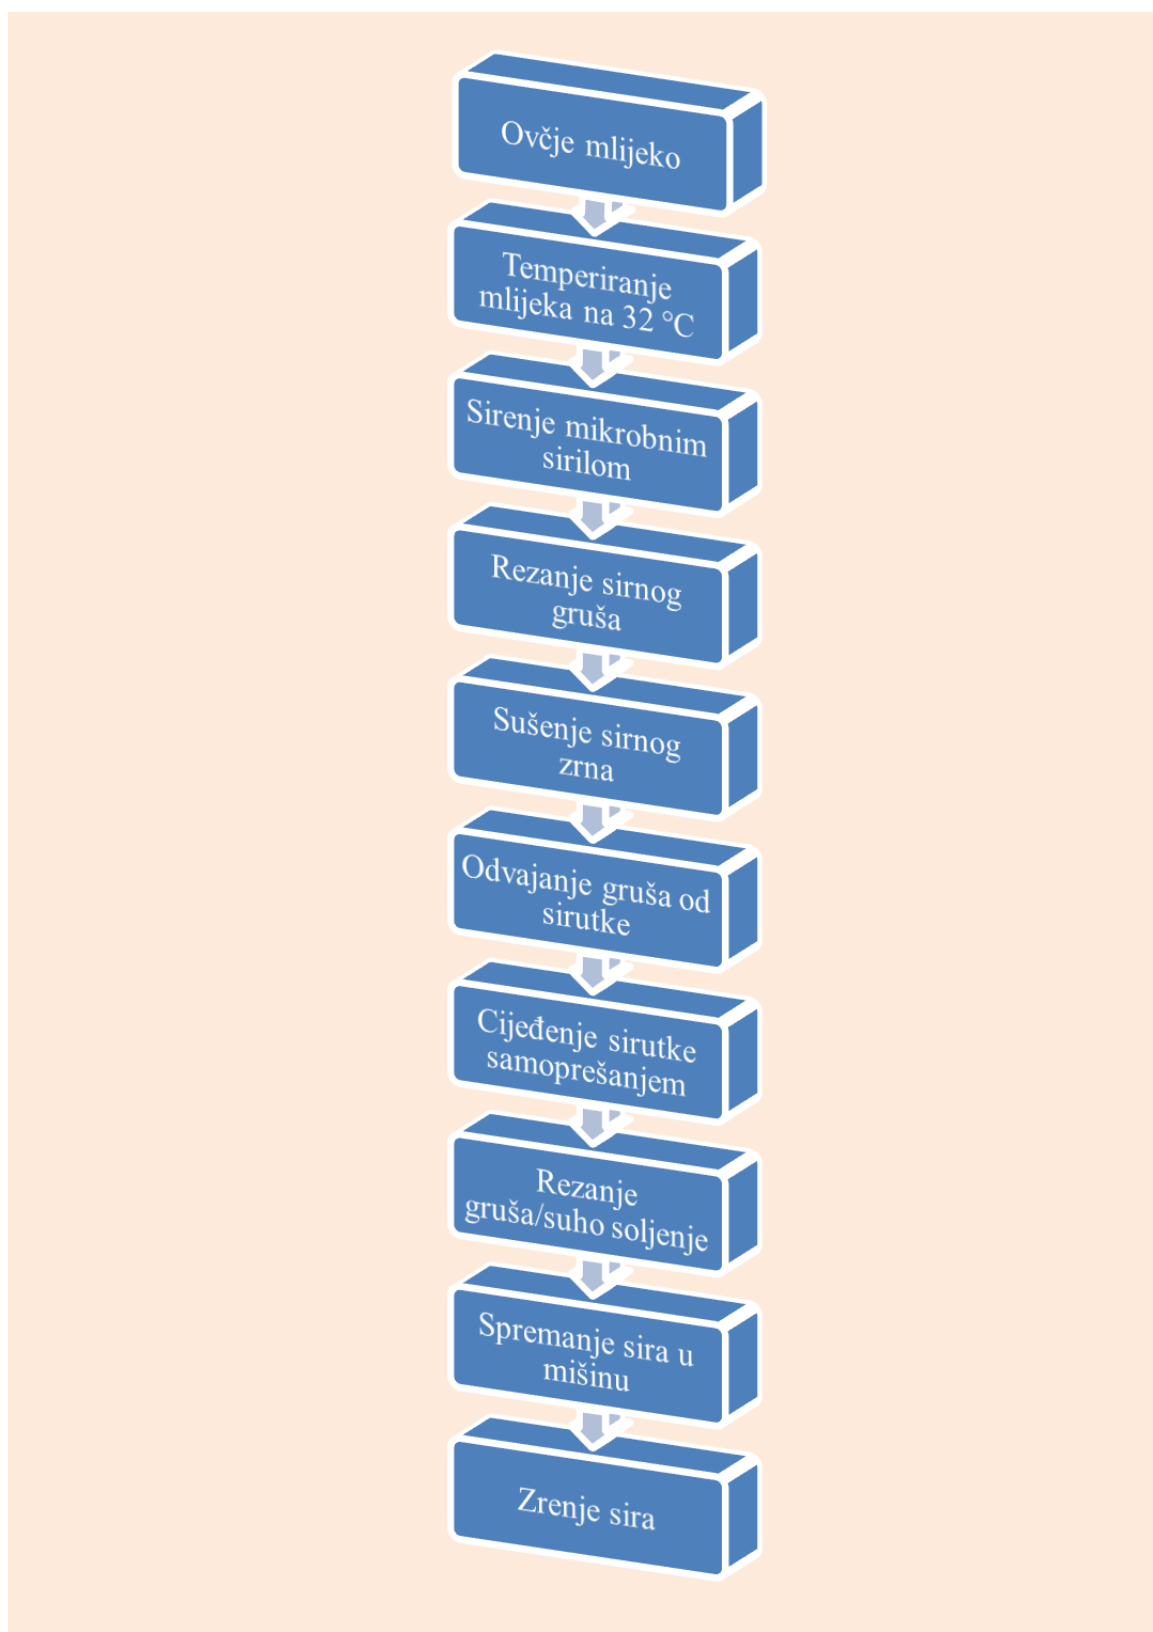 Ovčje mlijeko
Temperiranje
mlijeka na 32 °C
Sirenje mikrobnim
sirilom
Rezanje sirnog
gruša
Sušenje sirnog
zrna
Odvajanje gruša od
sirutke
Cijeđenje sirutke
samoprešanjem
Rezanje
gruša/suho soljenje
Spremanje sira u
mišinu
Zrenje sira